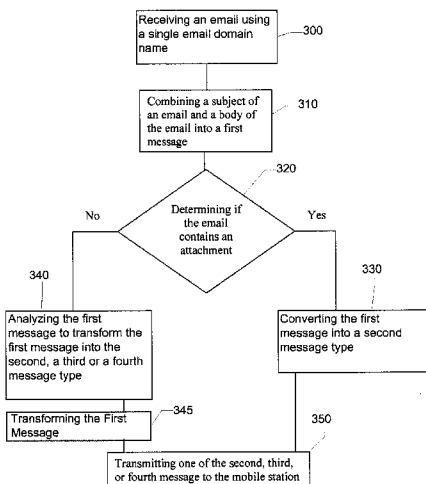 Receiving an email using
a single email domain
name
300
Combining a subject of
an email and a body of
the email into a first
message
310
320
No
Determining if
the email
contains an
attachment
Yes
340
330
Analyzing the first
message to transform the
first message into the
second, a third or a fourth
message type
Converting the first
message into a second
message type
Transforming the First
Message
345
350
Transmitting one of the second, third,
or fourth message to the mobile station